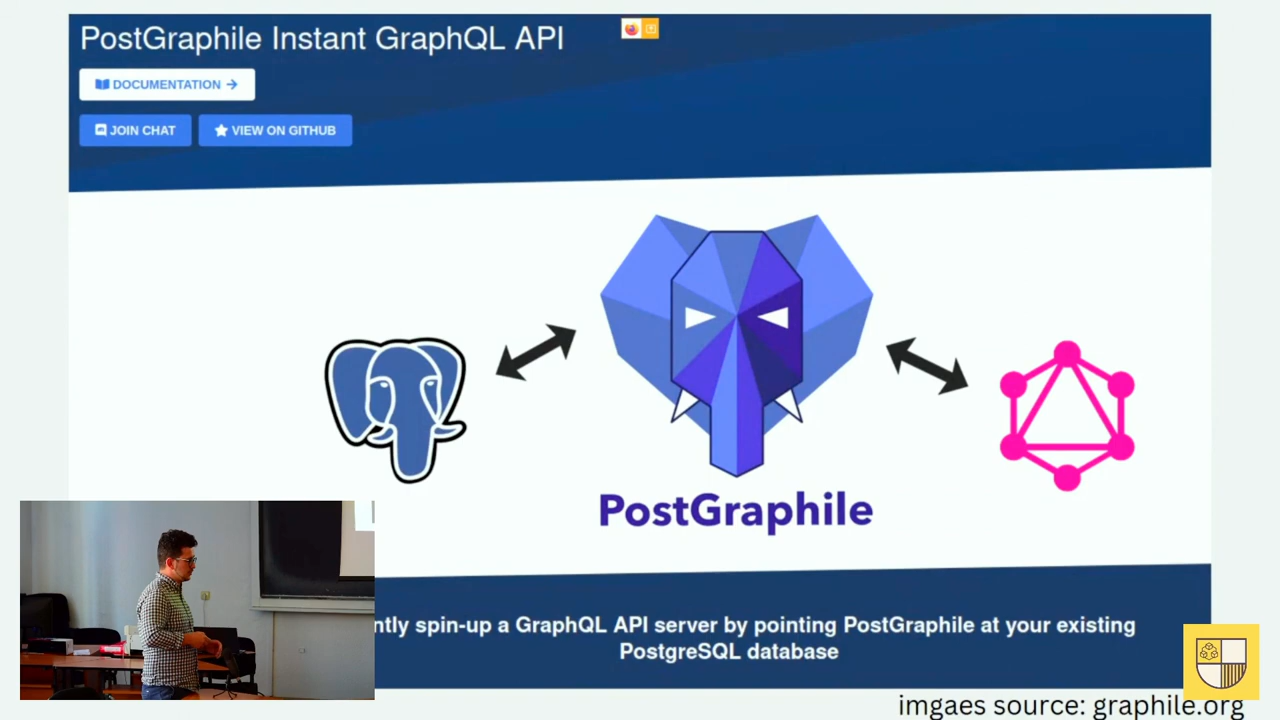 PostGraphile Instant GraphQL API
DOCUMENTATION
JOIN CHAT
VIEW ON GITHUB
PostGraphile
ntly spin-up a GraphQL API server by pointing PostGraphile at your existing
PostgreSQL database
imgaes source: graphile.org